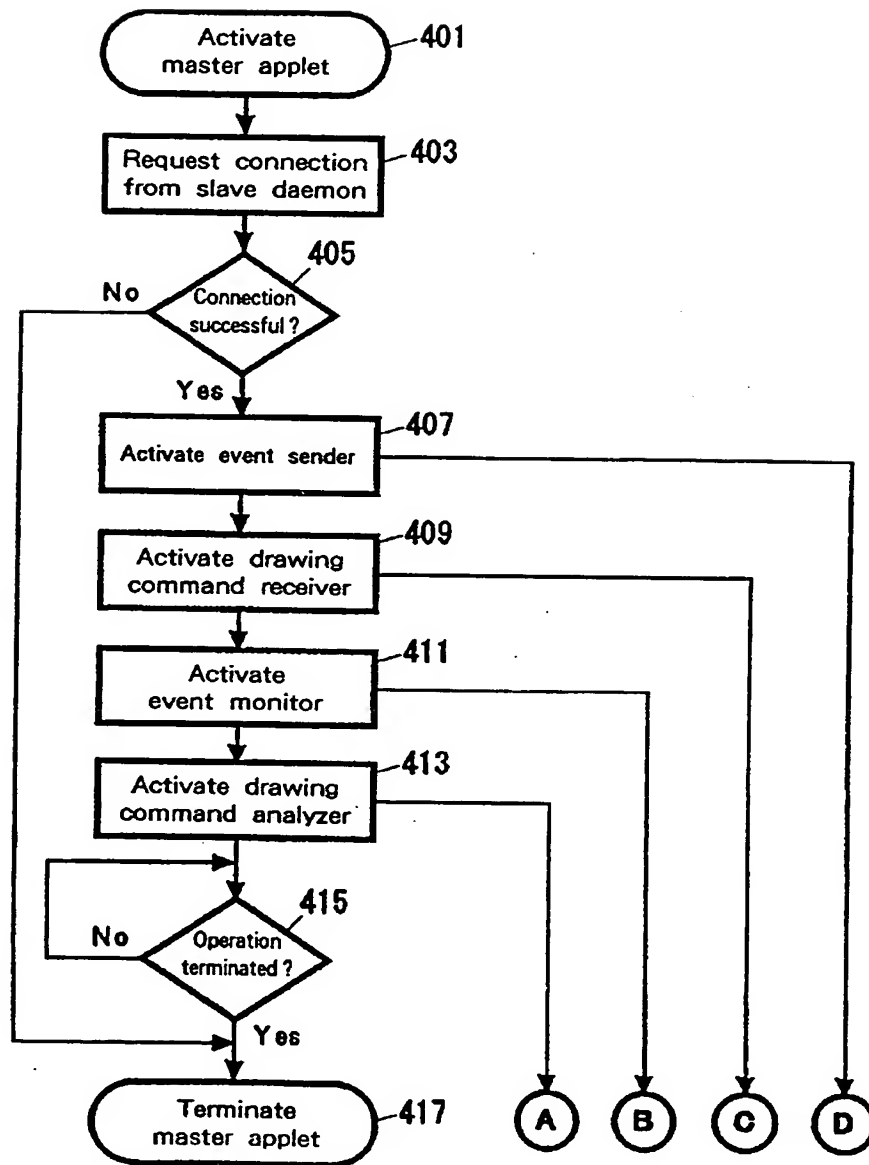 Activate
master applet
401
Request connection
from slave daemon
403
405
Connection
successful ?
No
Yes
407
Activate event sender
409
Activate drawing
command receiver
411
Activate
event monitor
413
Activate drawing
command analyzer
415
Operation
terminated ?
No
Yes
Terminate
master applet
417
A
B
C
D